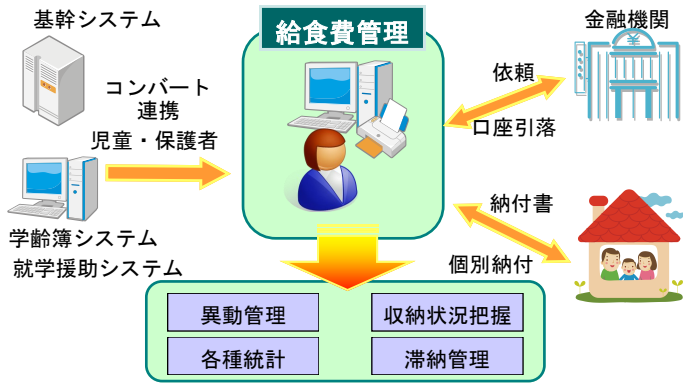 基幹システム
給食費管理
金融機関
コンバート
連携
児童・保護者
依頼
口座引落
学齢簿システム
就学援助システム
納付書
個別納付
異動管理
収納状況把握
各種統計
滞納管理